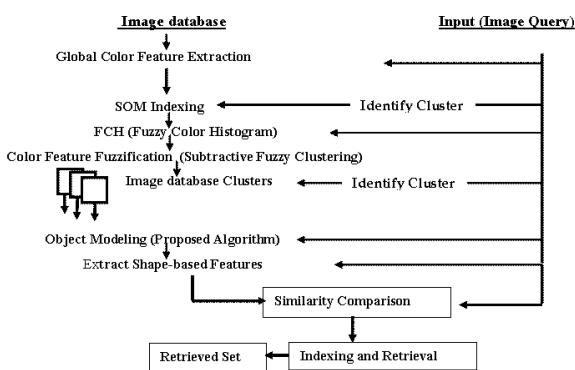 Image database
Input (Image Query)
Global Color Feature Extraction
SOM Indexing
Identify Cluster
FCH (Fuzzy Color Histogram)
Color Feature Fuzzification (Subtractive Fuzzy Clustering)
Image database Clusters
Identify Cluster
Object Modeling (Proposed Algorithm)
Extract Shape-based Features
Similarity Comparison
Retrieved Set
Indexing and Retrieval